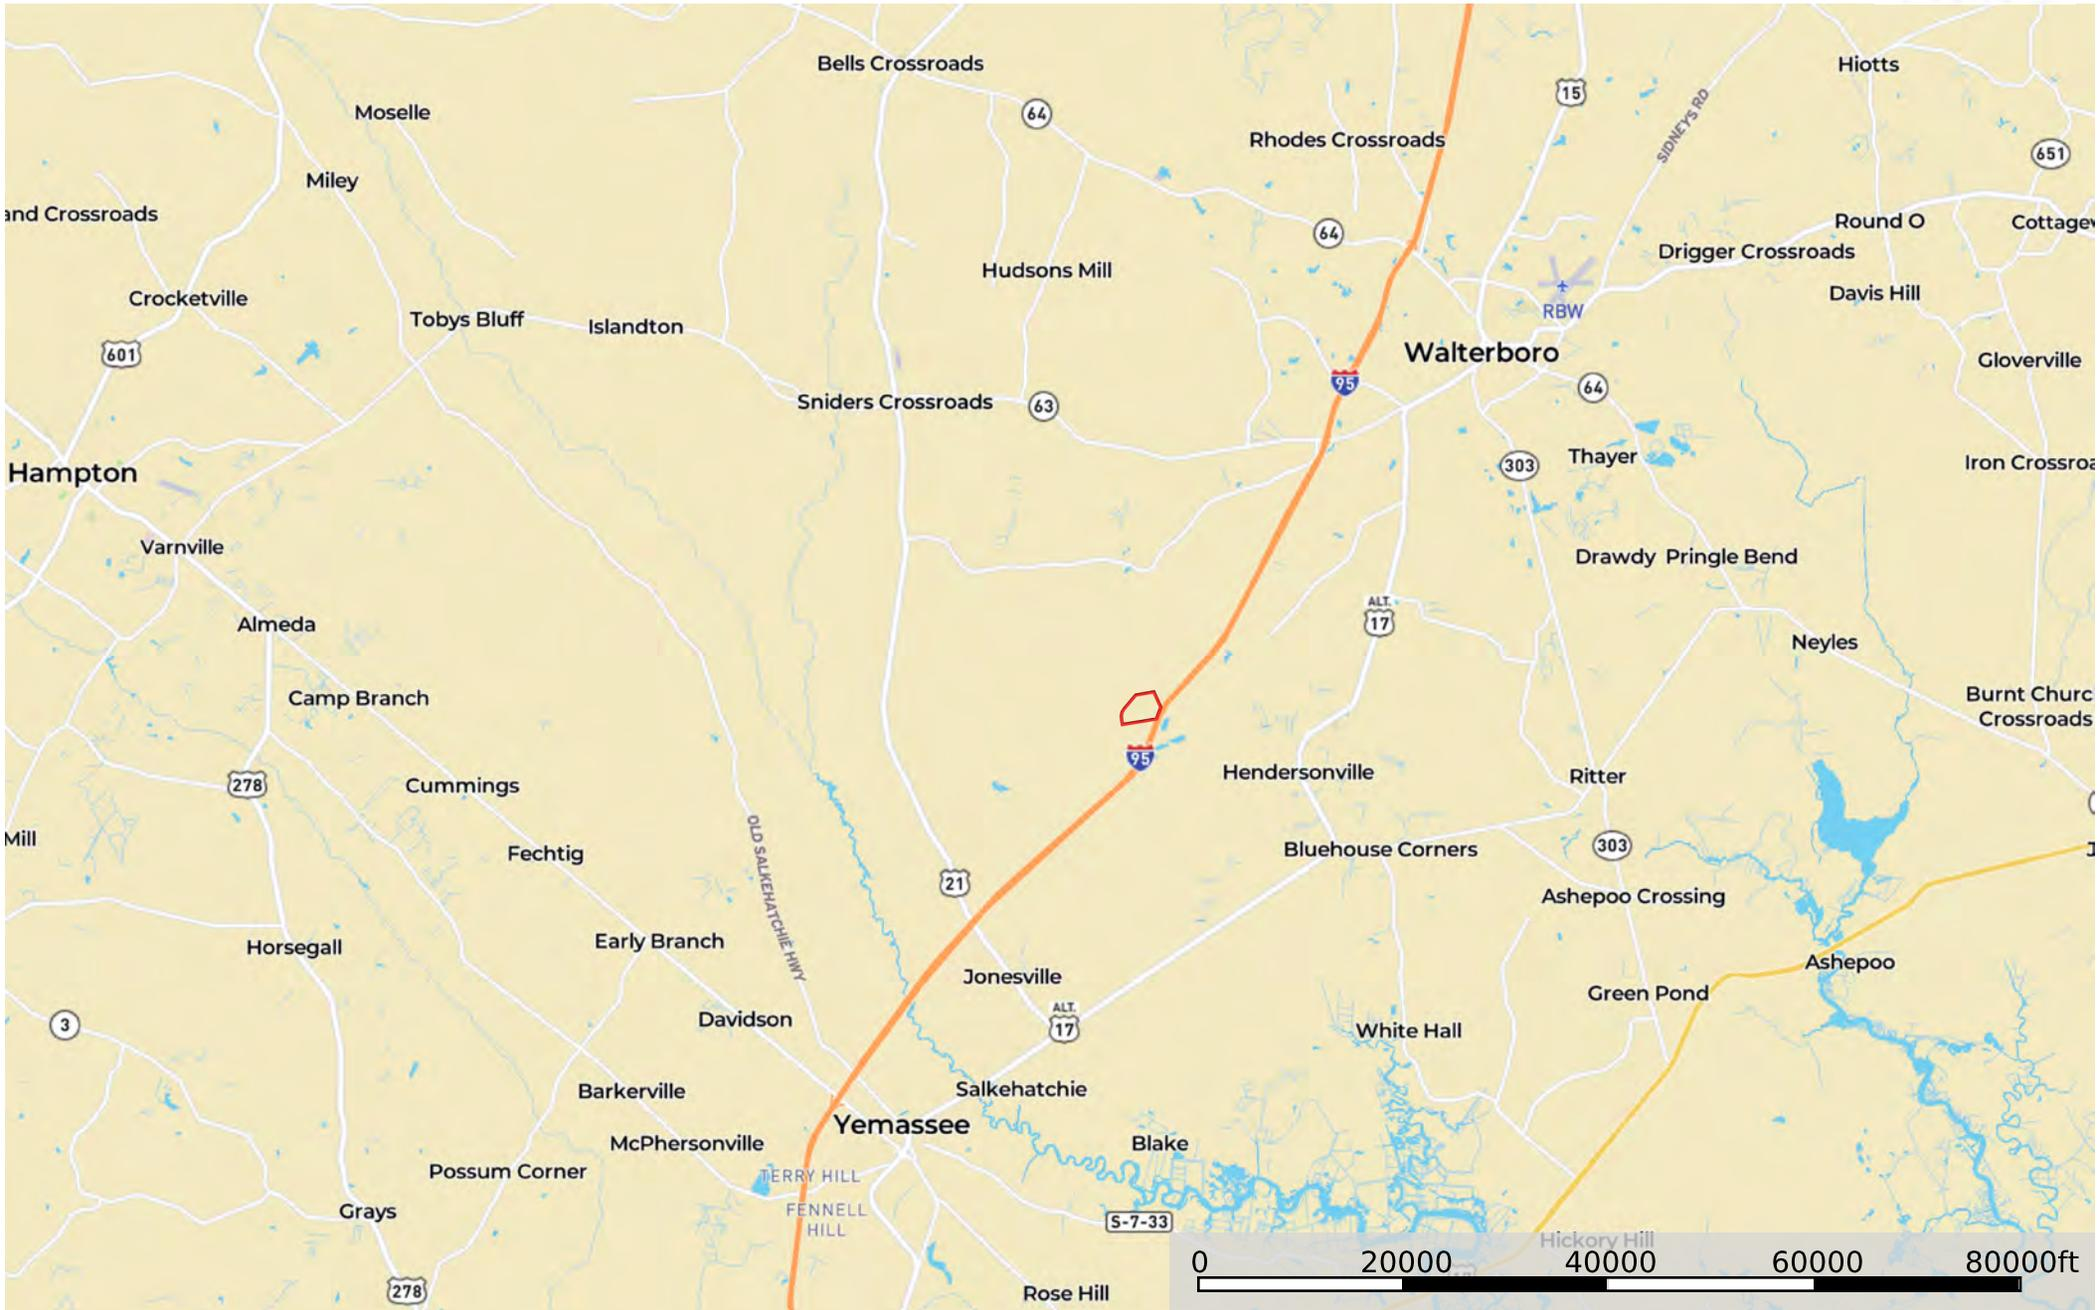 Bells Crossroads
Hiotts
15
Moselle
64
SIDNEYS RD
Rhodes Crossroads
651
Miley
and Crossroads
Round O
Cottagev
64
Drigger Crossroads
Hudsons Mill
Crocketville
Davis Hill
RBW
Tobys Bluff
Islandton
601
Walterboro
Gloverville
95
64
Sniders Crossroads
63
Thayer
303
Iron Crossroa
Hampton
Varnville
Drawdy Pringle Bend
ALT.
17
Almeda
Neyles
Camp Branch
Burnt Churc
Crossroads
95
Hendersonville
Ritter
278
Cummings
Mill
303
Bluehouse Corners
Fechtig
OLD SALKEHATCHIE HWY
21
Ashepoo Crossing
Early Branch
Horsegall
Ashepoo
Jonesville
Green Pond
ALT.
17
3
Davidson
White Hall
Barkerville
Salkehatchie
Yemassee
McPhersonville
Blake
Possum Corner
TERRY HILL
Grays
FENNELL
HILL
S-7-33
Hickory Hill
0 20000 40000 60000 80000ft
278
Rose Hill